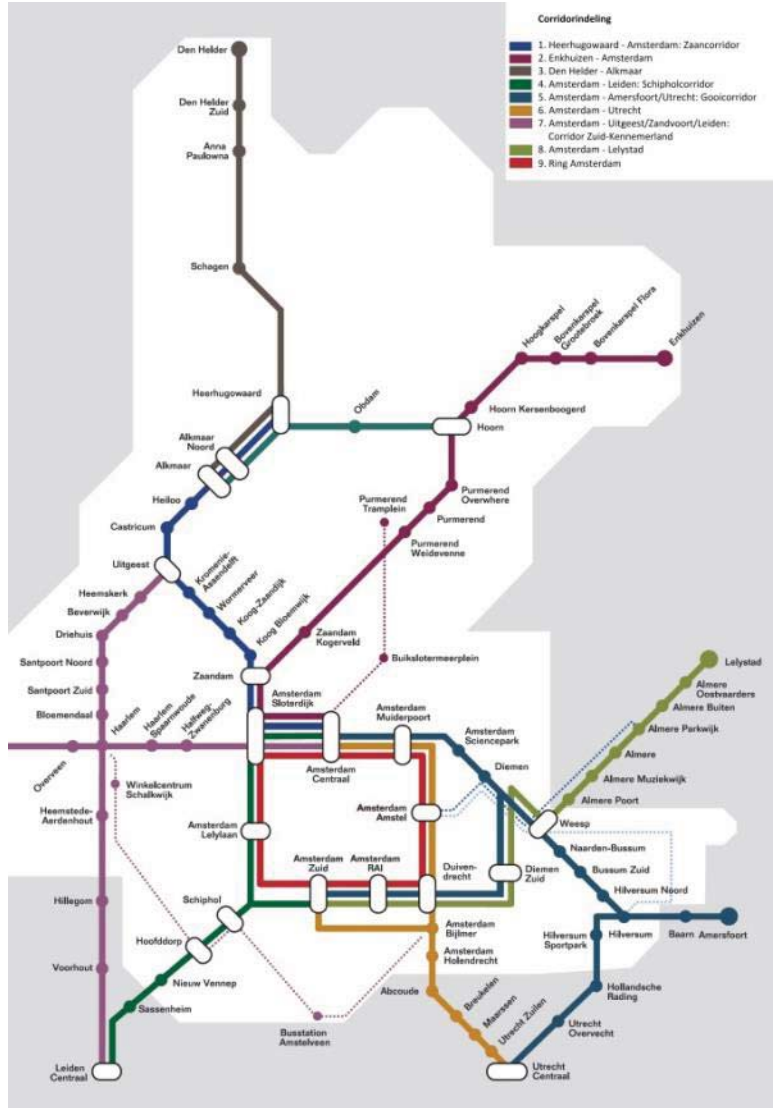 Corridorindeling
1. Heerhugowaard - Amsterdam: Zaancorridor
2. Enkhuizen - Amsterdam
3. Den Helder - Alkmaar
4. Amsterdam - Leiden: Schipholcorridor
5. Amsterdam - Amersfoort/Utrecht: Gooicorridor
6. Amsterdam - Utrecht
7. Amsterdam - Uitgeest/Zandvoort/Leiden:
Corridor Zuid-Kennemerland
8. Amsterdam - Lelystad
9. Ring Amsterdam
Den Helder
Den Helder
Zuid
Anna
Paulowna
Schagen
Heerhugowaard
Obdam
Hoogkarspel
Bovenkarspel
Grootebroek
Bovenkarspel Flora
Enkhuizen
Hoorn Kersenboogerd
Hoorn
Alkmaar
Noord
Alkmaar
Heiloo
Castricum
Uitgeest
Purmerend
Overwhere
Purmerend
Purmerend
Weidevenne
Purmerend
Tramplein
Krommenie-
Assendelft
Wormerveer
Koog-Zaandijk
Koog Bloemwijk
Heemskerk
Beverwijk
Driehuis
Santpoort Noord
Santpoort Zuid
Bloemendaal
Zaandam
Kogerveld
Zaandam
Buikslotermeerplein
Lelystad
Almere
Oostvaarders
Almere Buiten
Almere Parkwijk
Almere
Almere Muziekwijk
Almere Poort
Amsterdam
Sloterdijk
Amsterdam
Muiderpoort
Amsterdam
Sciencepark
Diemen
Haarlem
Haarlem
Spaarnwoude
Halfweg-
Zwanenburg
Overveen
Amsterdam
Centraal
Winkelcentrum
Schalkwijk
Heemstede-
Aerdenhout
Amsterdam
Lelylaan
Amsterdam
Amstel
Weesp
Naarden-Bussum
Bussum Zuid
Hilversum Noord
Amsterdam
Zuid
Amsterdam
RAI
Duiven-
drecht
Diemen
Zuid
Hillegom
Schiphol
Hoofddorp
Amsterdam
Bijlmer
Hilversum
Sportpark
Hilversum
Baarn
Amersfoort
Amsterdam
Holendrecht
Voorhout
Nieuw Vennep
Sassenheim
Abcoude
Breukelen
Maarssen
Utrecht Zuilen
Hollandsche
Rading
Utrecht
Overvecht
Busstation
Amstelveen
Leiden
Centraal
Utrecht
Centraal